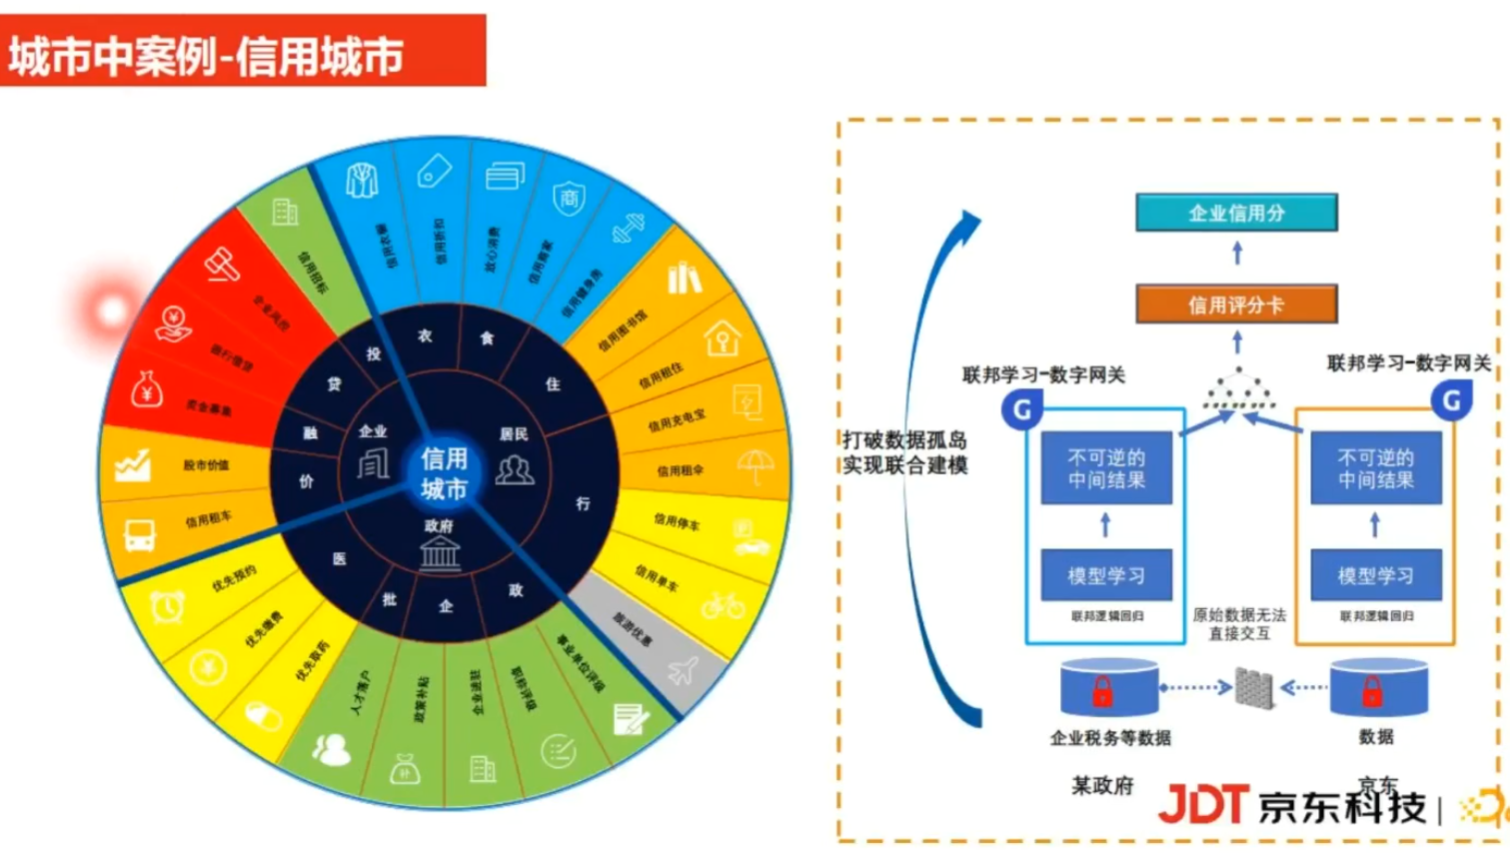 城市中案例-信用城市
信用招标
企业风控
银行借贷
资金募集
股市价值
信用租车
信用折扣
放心消费
信用商家
商
信用健身房
信用图书馆
信用租住
信用充电宝
信用租伞
信用停车
信用单车
旅游优惠
事业单位评级
企业进驻
政策补贴
人才落户
优先取药
优先缴费
优先预约
投
衣
食
住
行
政
企
批
医
价
融
贷
企业
居民
政府
信用
城市
企业信用分
信用评分卡
联邦学习-数字网关
联邦学习-数字网关
G
G
打破数据孤岛
实现联合建模
不可逆的
中间结果
不可逆的
中间结果
模型学习
模型学习
联邦逻辑回归
联邦逻辑回归
原始数据无法
直接交互
企业税务等数据
数据
某政府
京东
JDT 京东科技